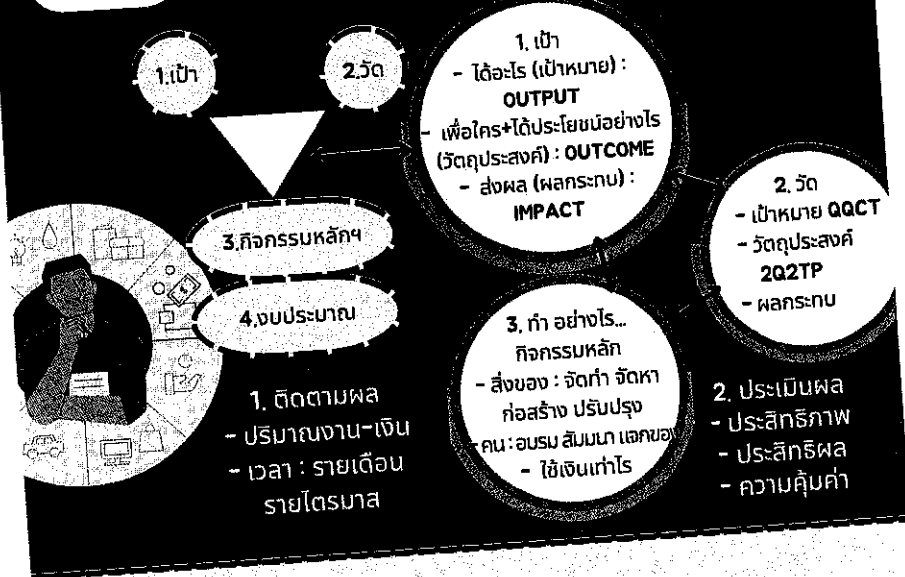 1.เป้า
2.วัด
3.กิจกรรมหลักฯ
4.งบประมาณ
1. ติดตามผล
- ปริมาณงาน-เงิน
- เวลา : รายเดือน
รายไตรมาส
1. เป้า
- ได้อะไร (เป้าหมาย) :
OUTPUT
- เพื่อใคร+ได้ประโยชน์อย่างไร
(วัตถุประสงค์) : OUTCOME
- ส่งผล (ผลกระทบ) :
IMPACT
2. วัด
- เป้าหมาย QQCT
- วัตถุประสงค์
2Q2TP
- ผลกระทบ
3. ทำ อย่างไร...
กิจกรรมหลัก
- สิ่งของ : จัดทำ จัดหา
ก่อสร้าง ปรับปรุง
- คน : อบรม สัมมนา แจกของ
- ใช้เงินเท่าไร
2. ประเมินผล
- ประสิทธิภาพ
- ประสิทธิผล
- ความคุ้มค่า